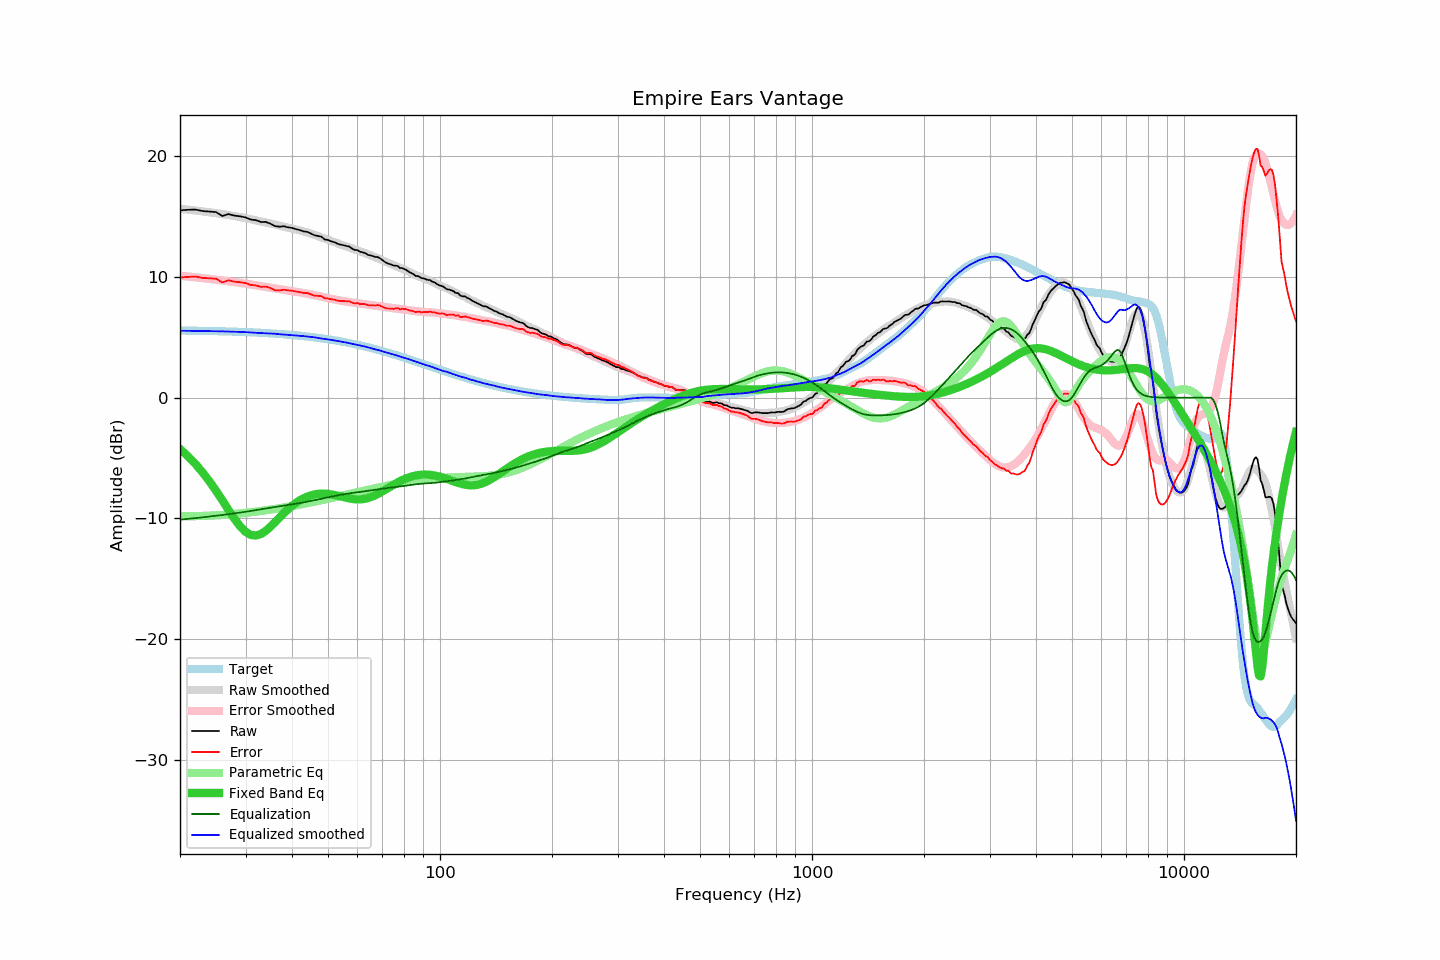 Empire Ears Vantage
Amplitude (dBr)
20
10
0
−10
−20
−30
Target
Raw Smoothed
Error Smoothed
Raw
Error
Parametric Eq
Fixed Band Eq
Equalization
Equalized smoothed
100
1000
10000
Frequency (Hz)